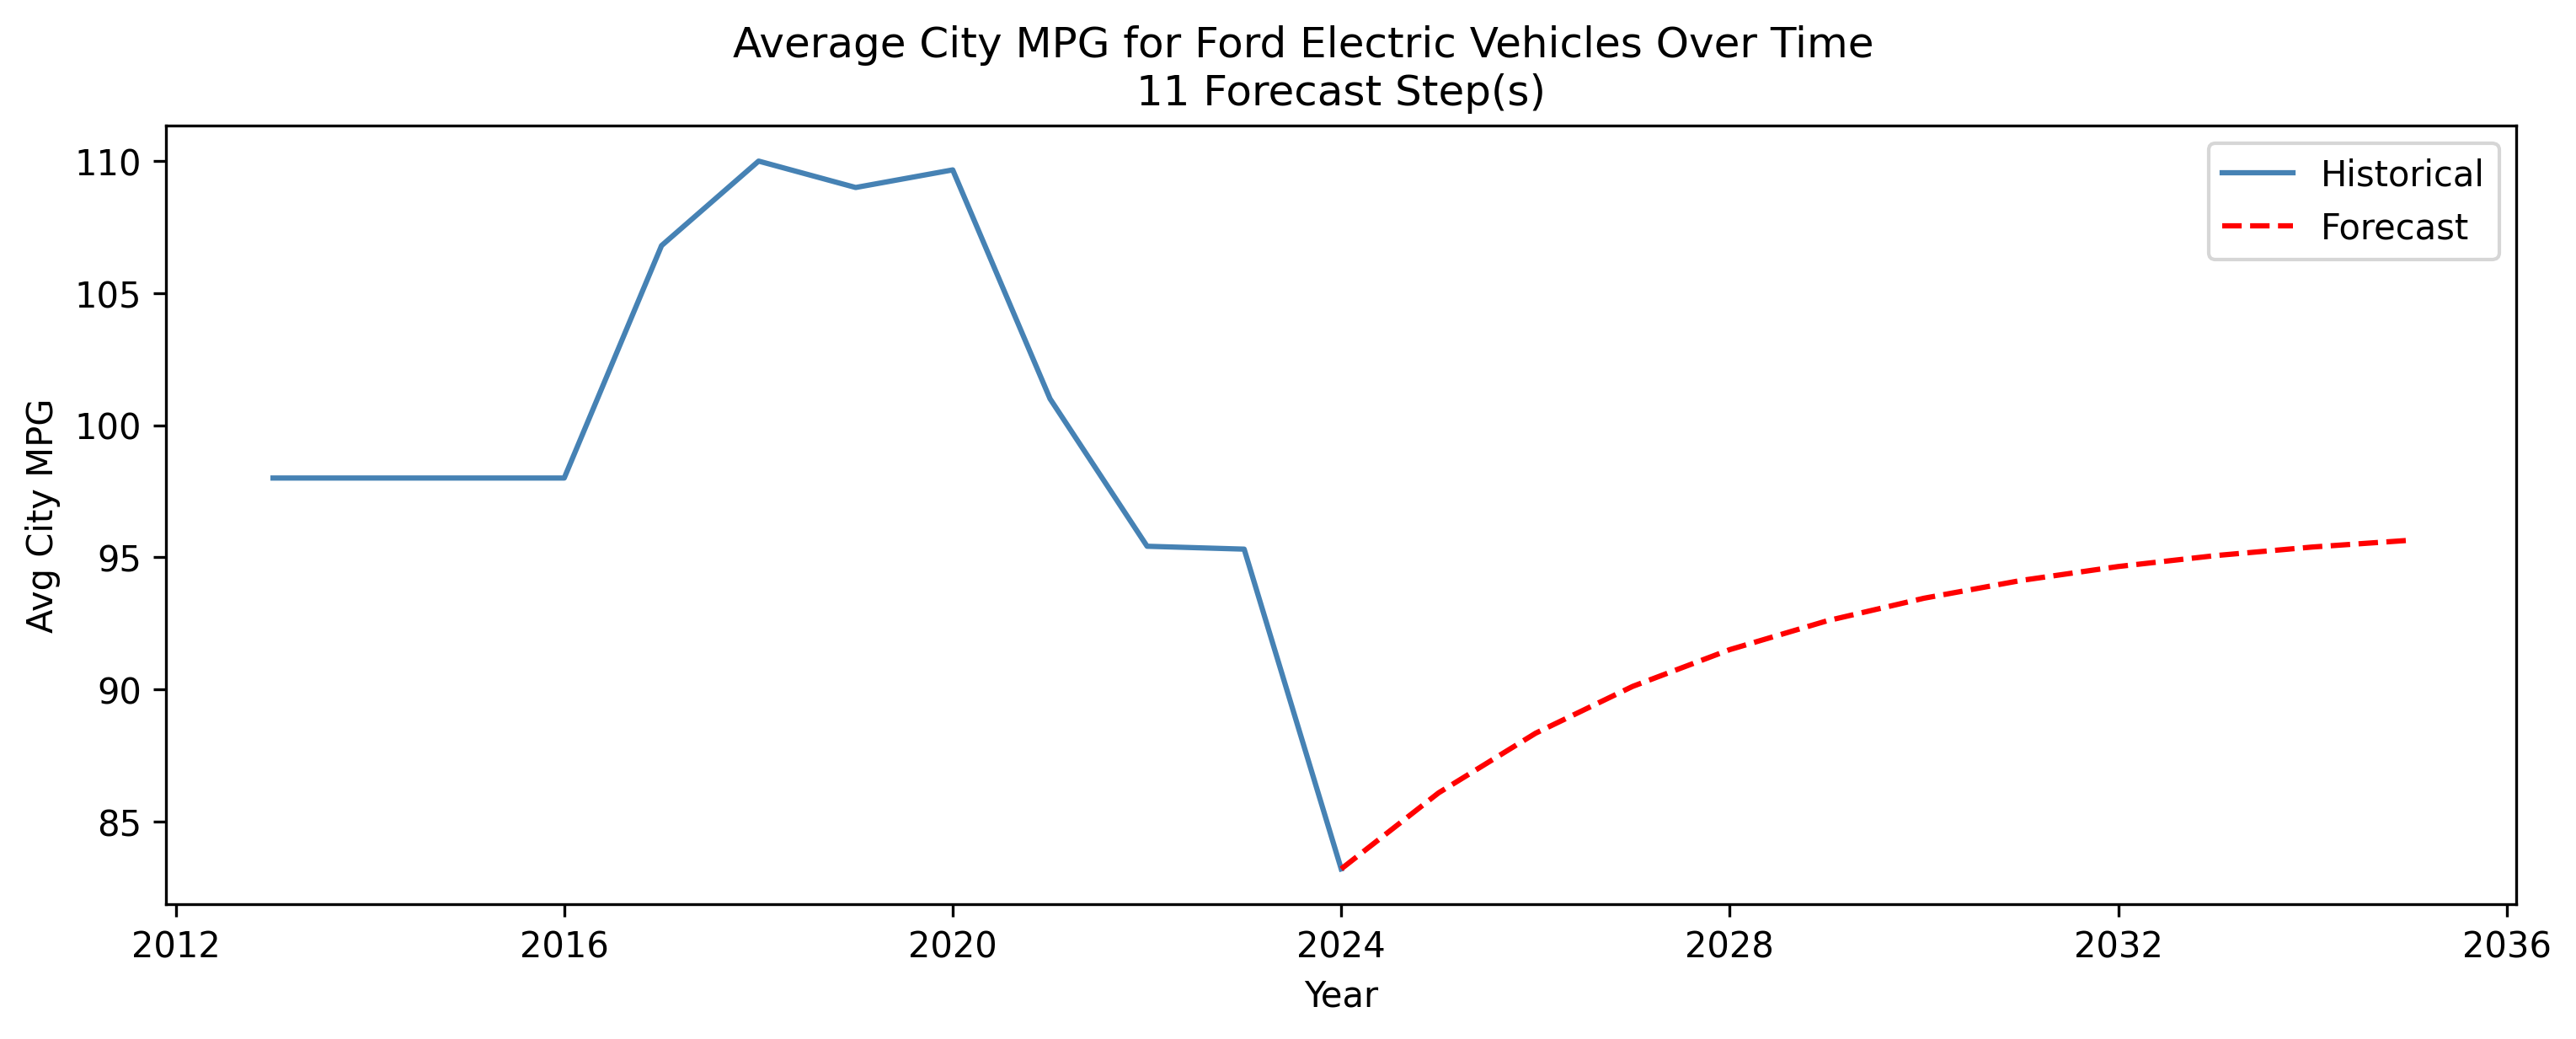 Average City MPG for Ford Electric Vehicles Over Time
11 Forecast Step(s)
Historical
Forecast
Avg City MPG
110
105
100
95
90
85
2012
2016
2020
2024
2028
2032
2036
Year